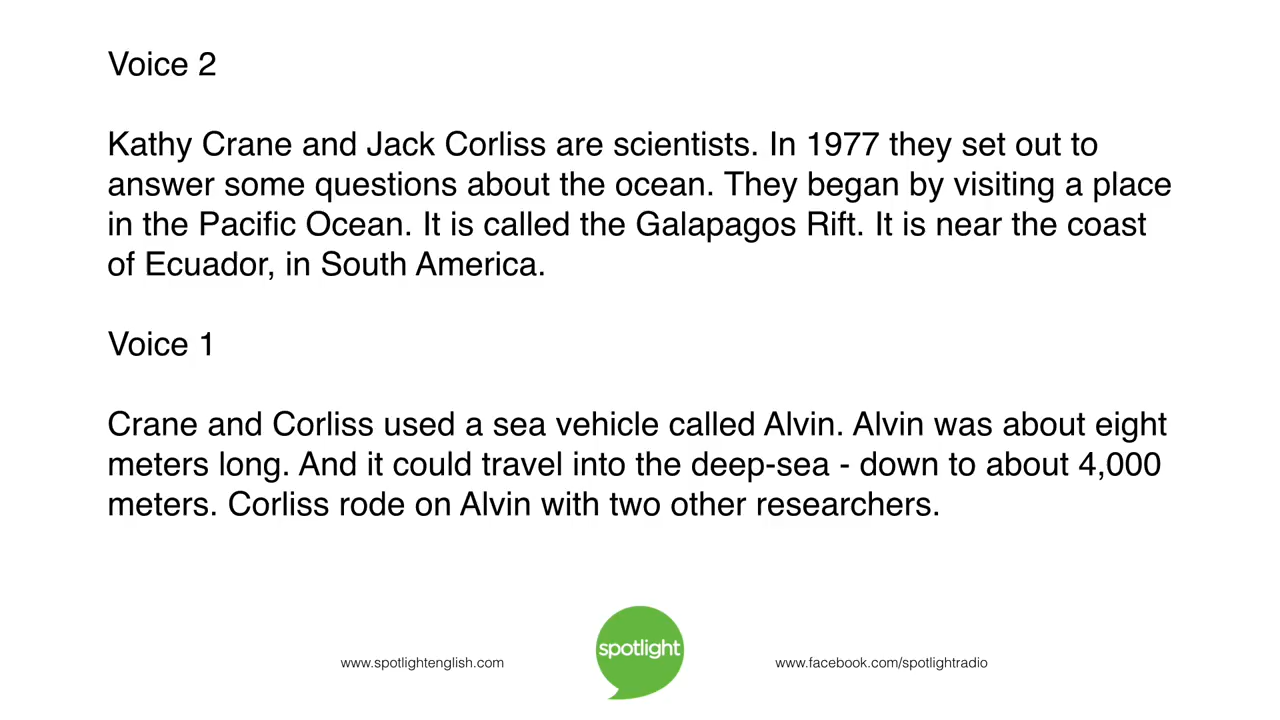 Voice 2
Kathy Crane and Jack Corliss are scientists. In 1977 they set out to
answer some questions about the ocean. They began by visiting a place
in the Pacific Ocean. It is called the Galapagos Rift. It is near the coast
of Ecuador, in South America.
Voice 1
Crane and Corliss used a sea vehicle called Alvin. Alvin was about eight
meters long. And it could travel into the deep-sea - down to about 4,000
meters. Corliss rode on Alvin with two other researchers.
www.spotlightenglish.com
spotlight
www.facebook.com/spotlightradio